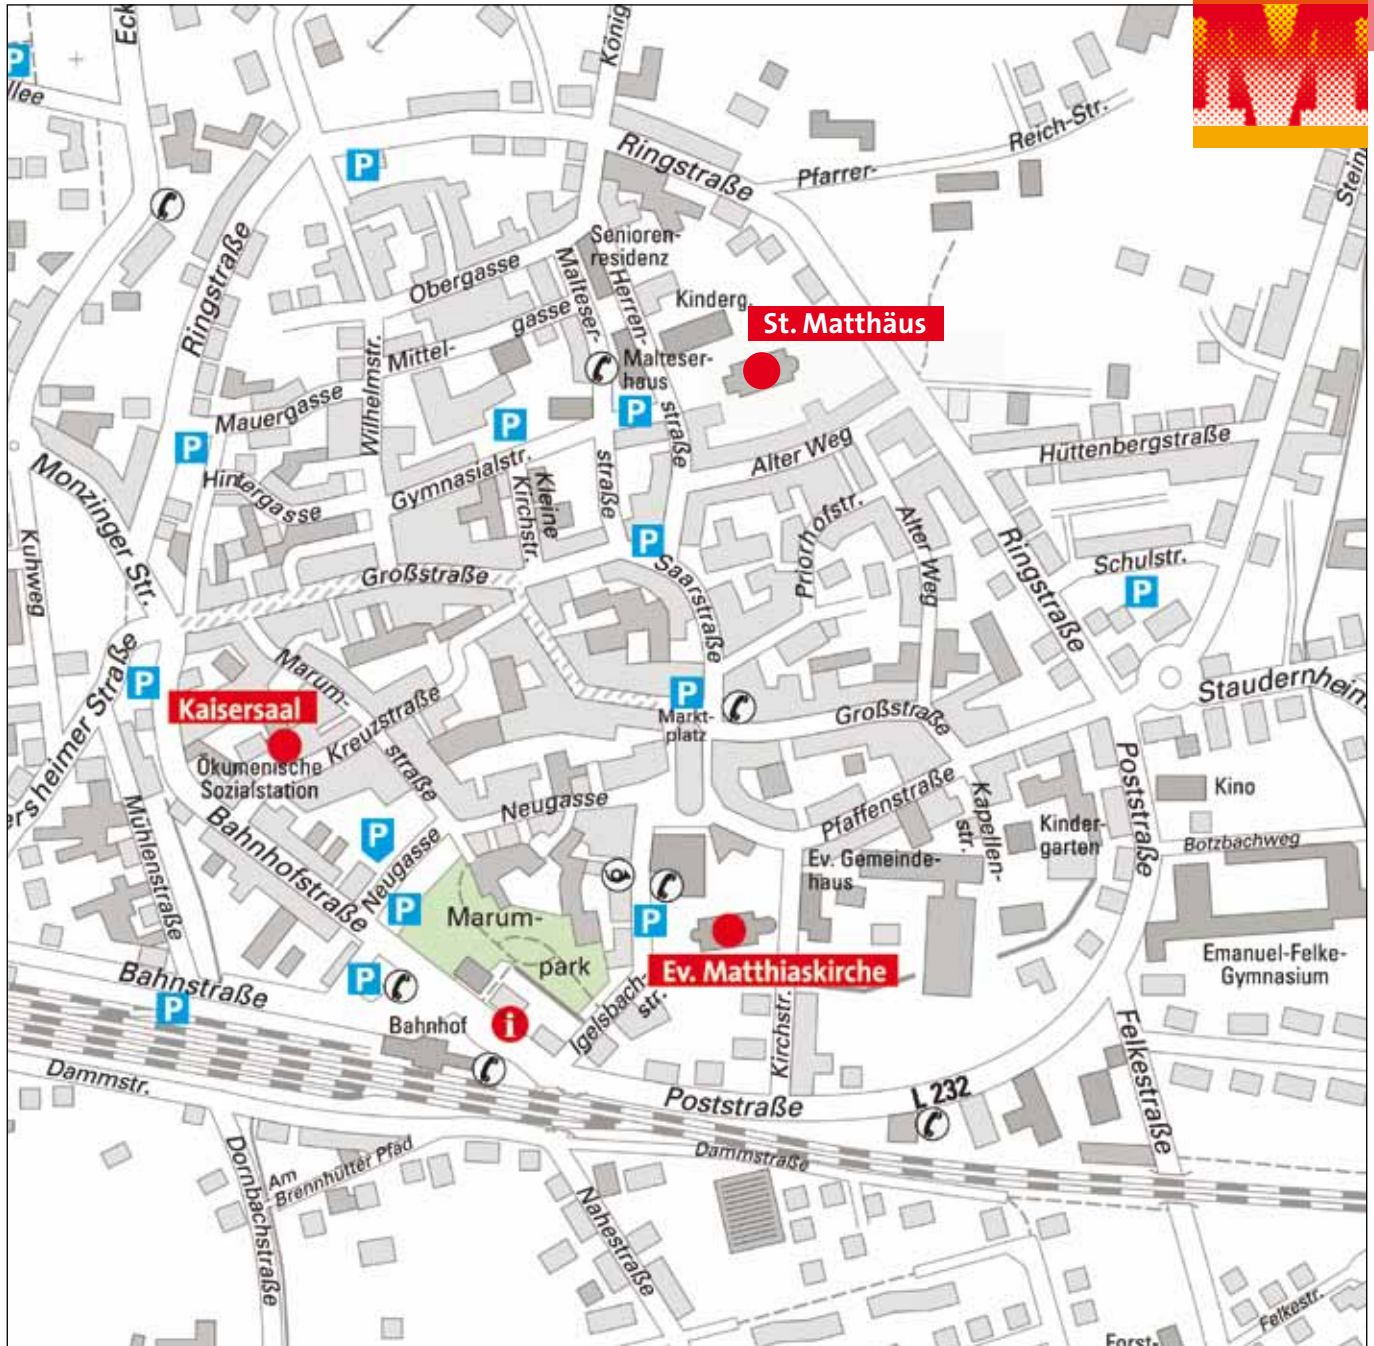 Eck
König
P
llee
Ringstraße
Reich-Str.
Pfarrer-
Stein
P
Senioren-
residenz
Ringstraße
Obergasse
Malteser-
Herren-
Kinderg.
gasse
Mittel-
St. Matthäus
Malteser-
haus
Wilhelmstr.
Mauergasse
P
P
straße
P
Alter Weg
Hüttenbergstraße
Monzinger Str.
Hintergasse
Gymnasialstr.
Kleine
Kirchstr.
straße
Priorhofstr.
Alter Weg
Ringstraße
P
Kuhweg
Großstraße
Saarstraße
Schulstr.
P
ersheimer Straße
Marum-
P
Kaisersaal
Kreuzstraße
P
Markt-
platz
Großstraße
Staudernheim
Ökumenische
Sozialstation
straße
Poststraße
Kino
Mühlenstraße
Bahnhofstraße
Neugasse
Pfaffenstraße
Kapellen-
str.
Kinder-
garten
Botzbachweg
P
Neugasse
Ev. Gemeinde-
haus
P
Marum-
park
P
Ev. Matthiaskirche
Emanuel-Felke-
Gymnasium
Bahnstraße
P
P
Bahnhof
i
Igelsbach-
str.
Kirchstr.
Felkestraße
Dammstr.
Poststraße
L 232
Dammstraße
Dornbachstraße
Am
Brennhütter Pfad
Nahestraße
Felkestr.
Forst-